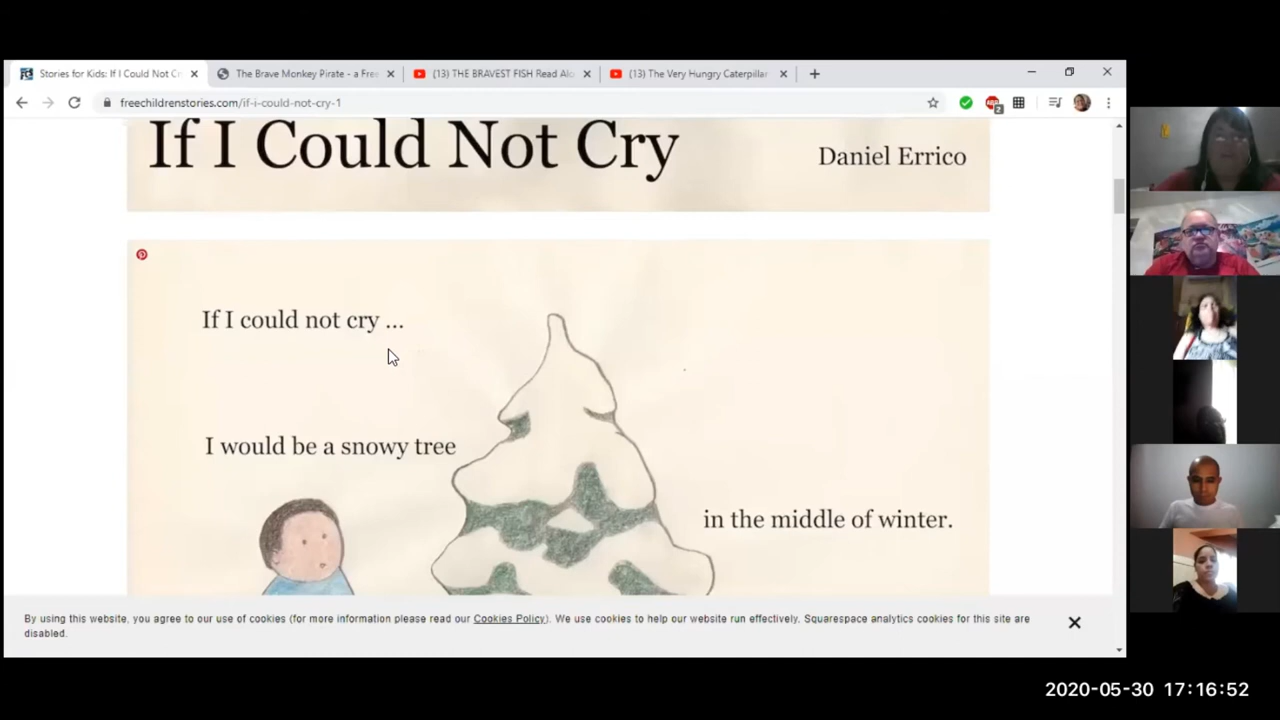 Stories for Kids: If I Could Not Cr
The Brave Monkey Pirate - a Free
(13) THE BRAVEST FISH Read Alo
(13) The Very Hungry Caterpillar
freechildrenstories.com/if-i-could-not-cry-1
ABP
2
If I Could Not Cry
Daniel Errico
If I could not cry ...
I would be a snowy tree
in the middle of winter.
By using this website, you agree to our use of cookies (for more information please read our Cookies Policy). We use cookies to help our website run effectively. Squarespace analytics cookies for this site are
disabled.
2020-05-30 17:16:52